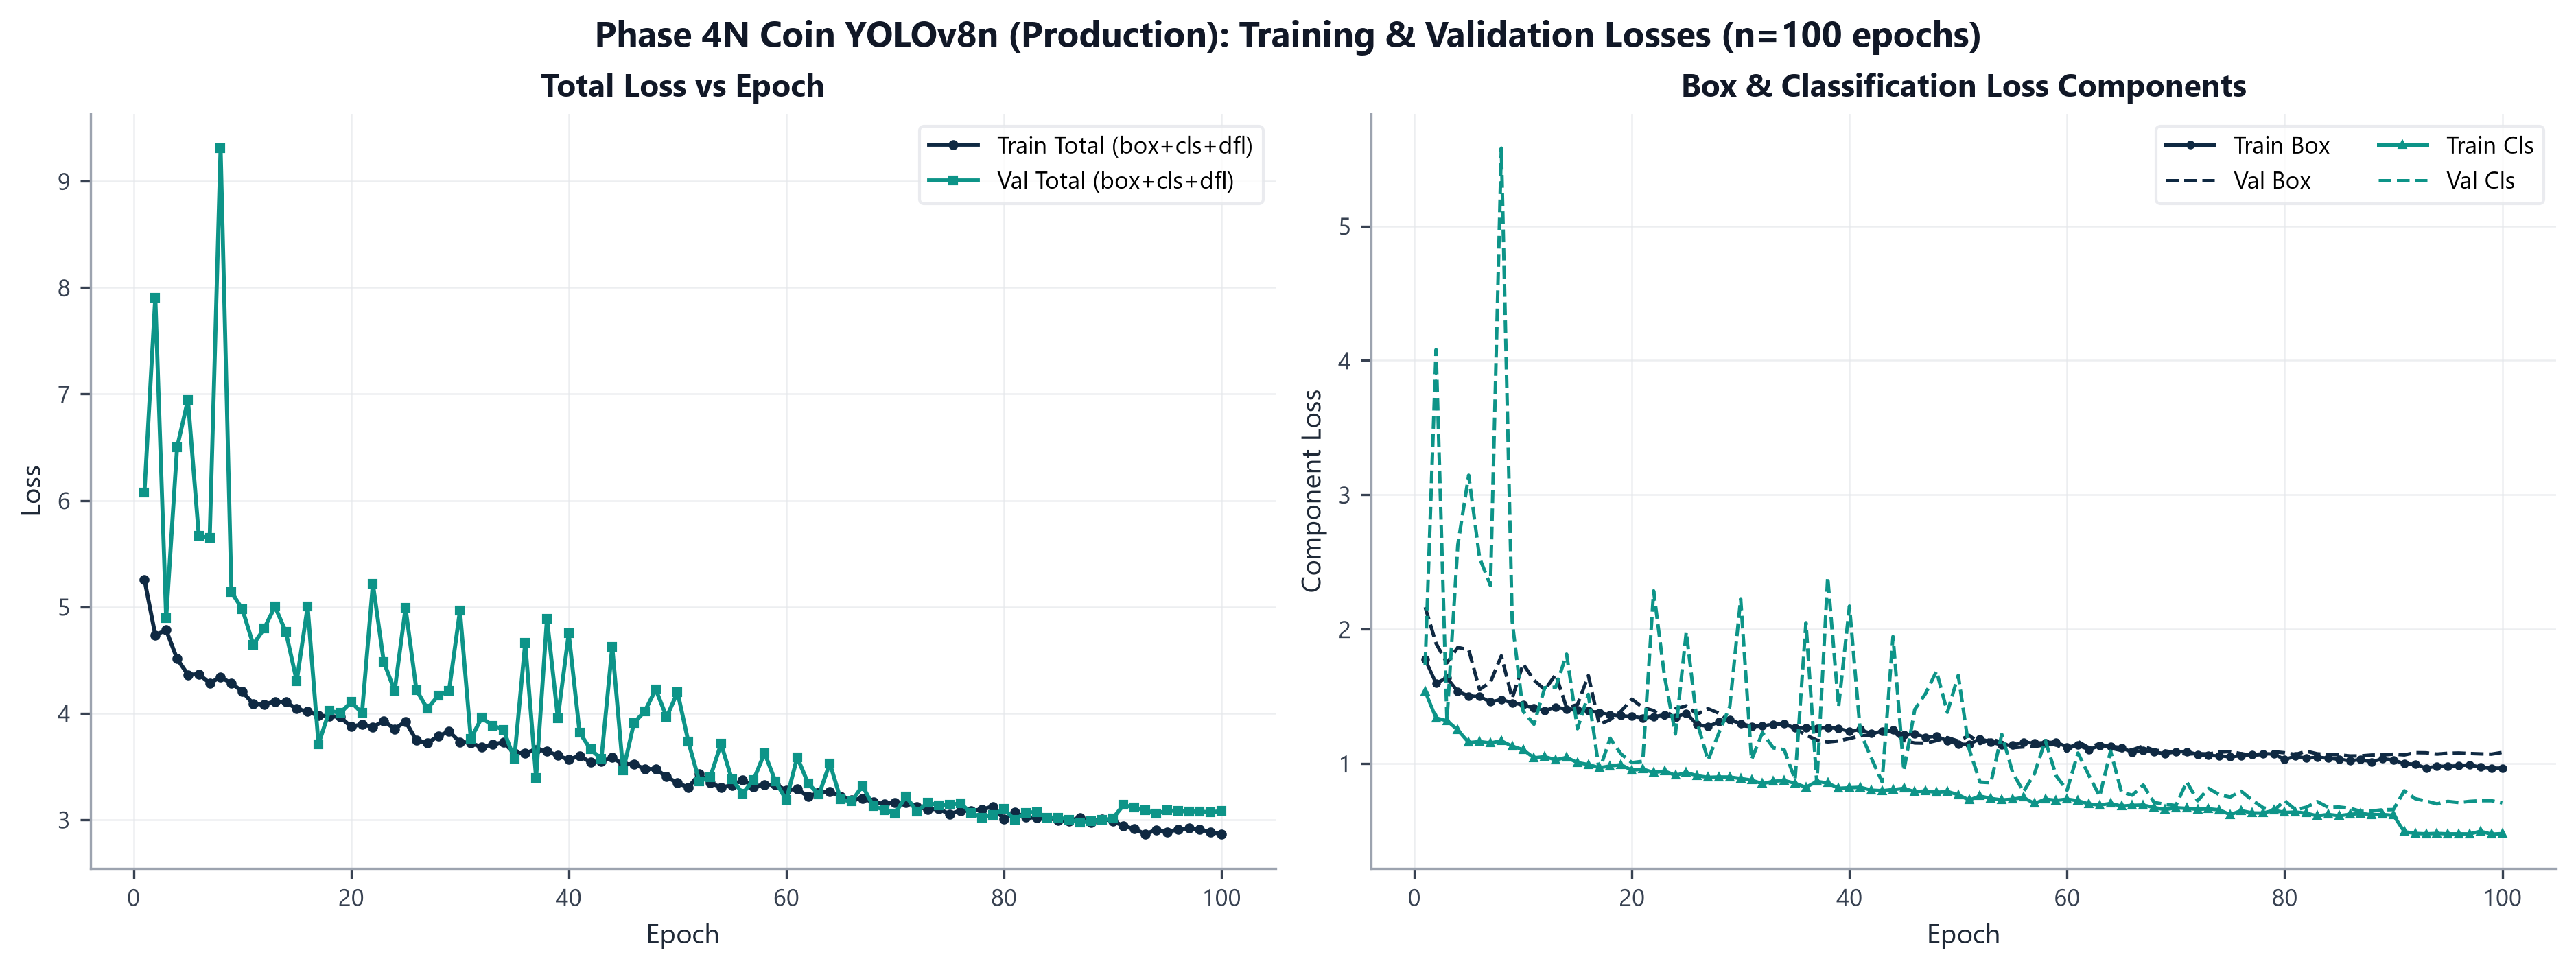 Phase 4N Coin YOLOv8n (Production): Training & Validation Losses (n=100 epochs)
Total Loss vs Epoch
Train Total (box+cls+dfl)
Val Total (box+cls+dfl)
Loss
9
8
7
6
5
4
3
0 20 40 60 80 100
Epoch
Box & Classification Loss Components
Train Box Train Cls
Val Box Val Cls
Component Loss
5
4
3
2
1
0 20 40 60 80 100
Epoch